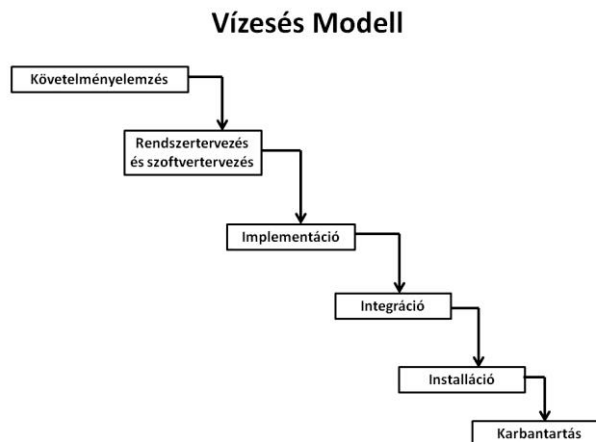 Vízesés Modell
Követelményelemzés
Rendszertervezés
és szoftvertervezés
Implementáció
Integráció
Installáció
Karbantartás